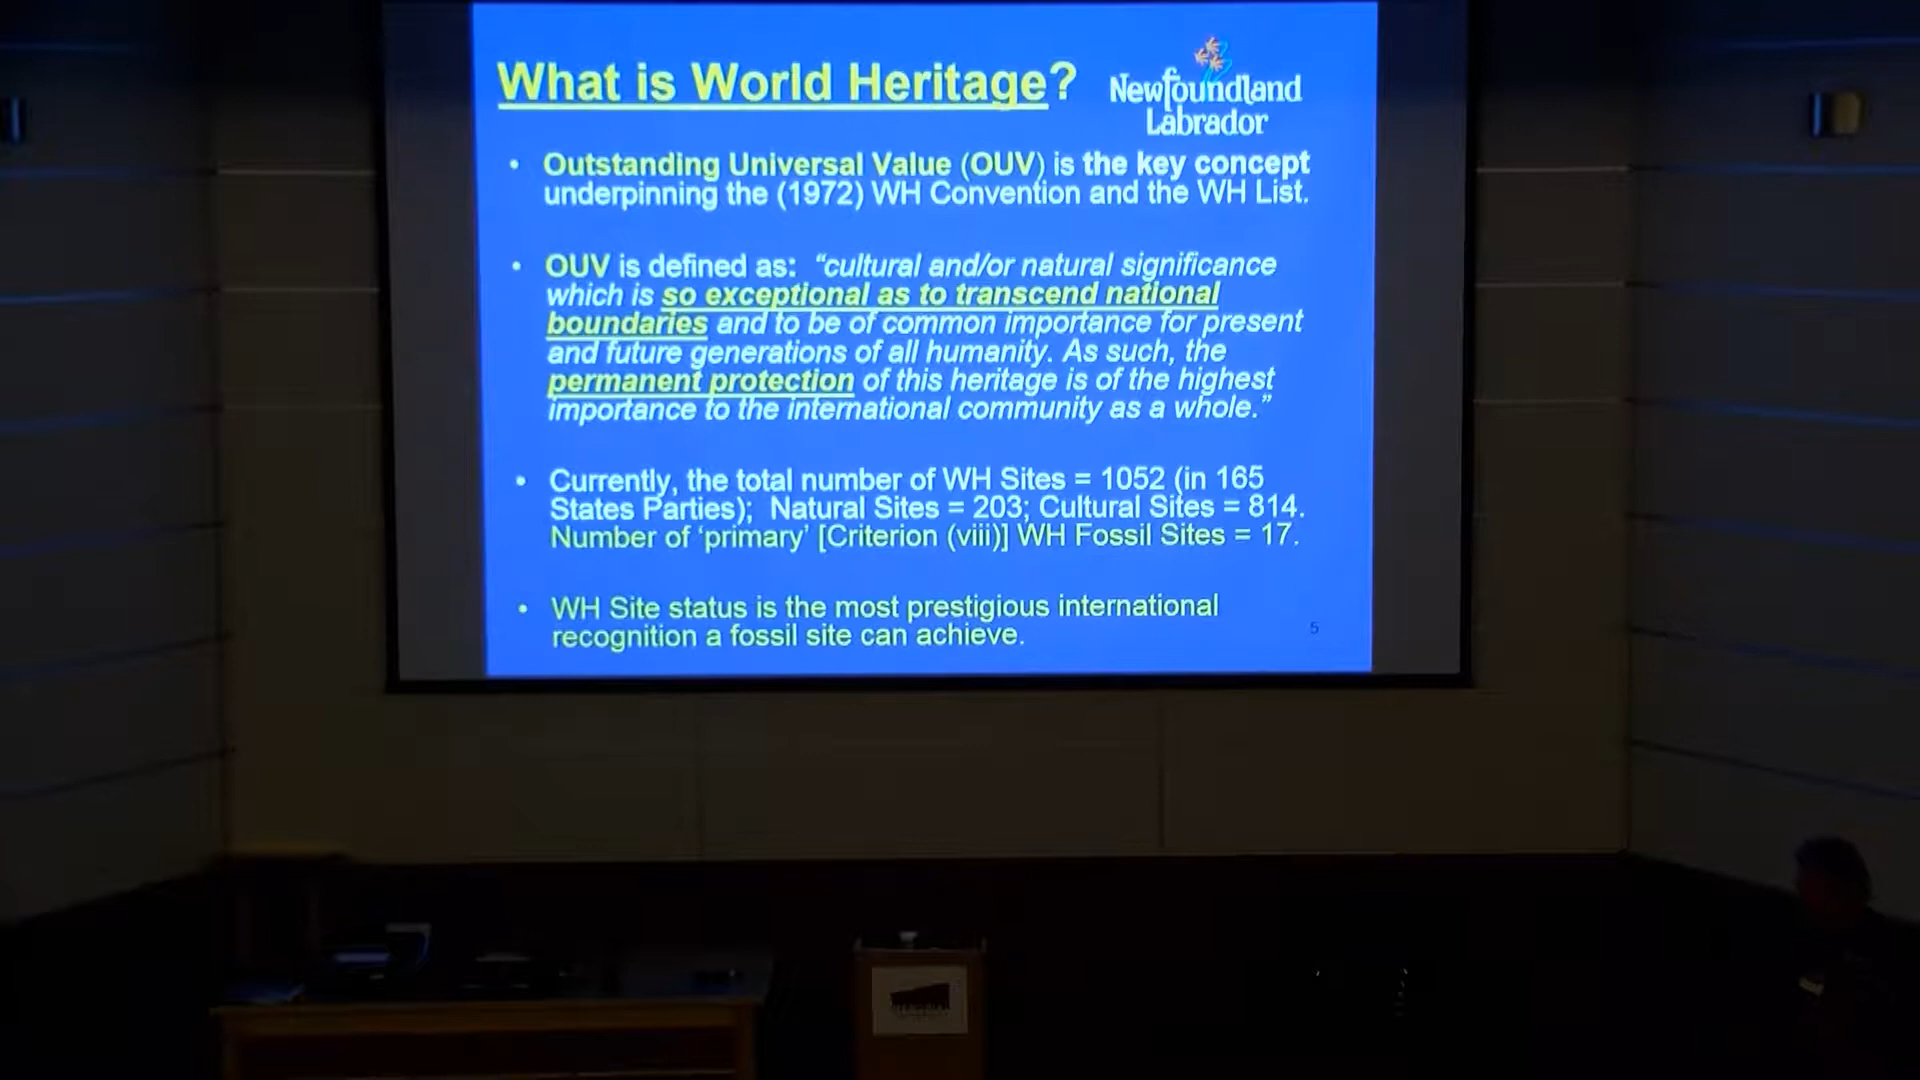 What is World Heritage?
Newfoundland
Labrador
• Outstanding Universal Value (OUV) is the key concept
underpinning the (1972) WH Convention and the WH List.
• OUV is defined as: “cultural and/or natural significance
which is so exceptional as to transcend national
boundaries and to be of common importance for present
and future generations of all humanity. As such, the
permanent protection of this heritage is of the highest
importance to the international community as a whole.”
• Currently, the total number of WH Sites = 1052 (in 165
States Parties); Natural Sites = 203; Cultural Sites = 814.
Number of ‘primary’ [Criterion (viii)] WH Fossil Sites = 17.
• WH Site status is the most prestigious international
recognition a fossil site can achieve.
5